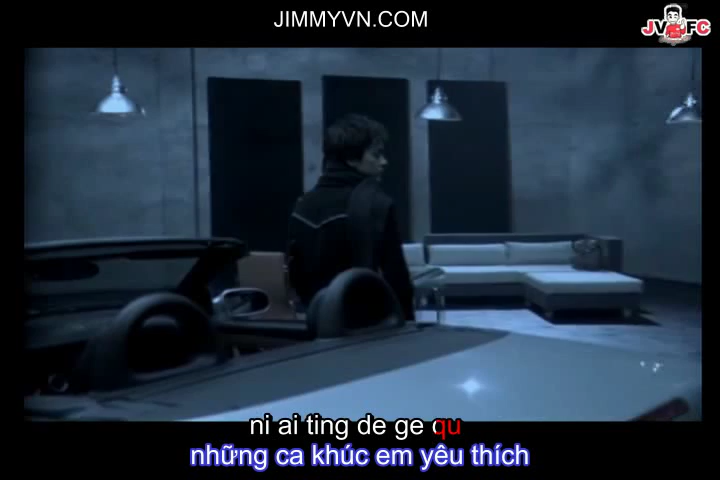 JIMMYVN.COM
JV FC
ni ai ting de ge qu
những ca khúc em yêu thích